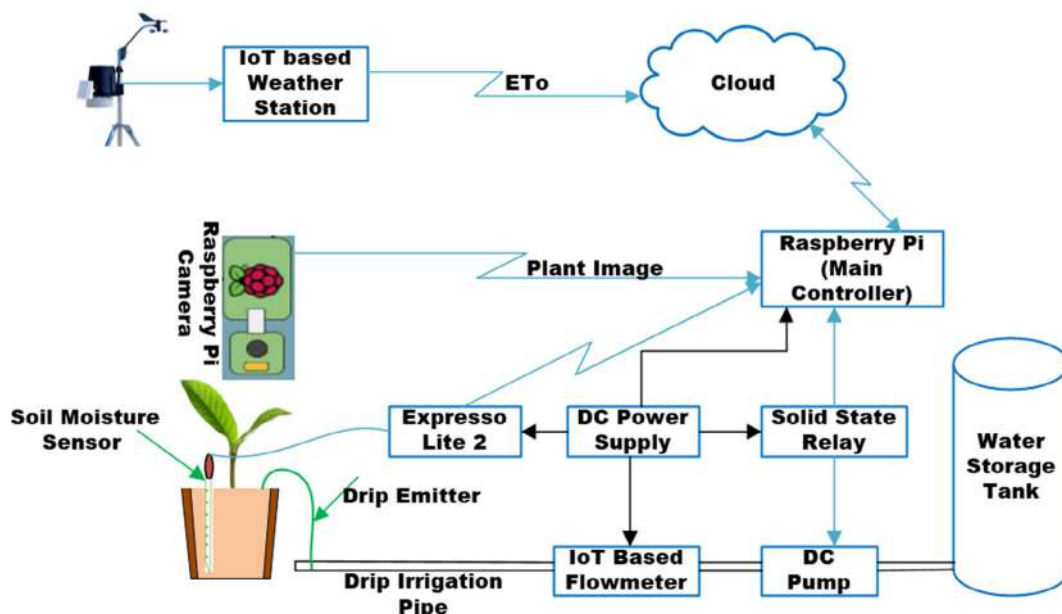 IoT based
Weather
Station
ETo
Cloud
Raspberry Pi
Camera
Plant Image
Raspberry Pi
(Main
Controller)
Soil Moisture
Sensor
Expresso
Lite 2
DC Power
Supply
Solid State
Relay
Water
Storage
Tank
Drip Emitter
Drip Irrigation
Pipe
IoT Based
Flowmeter
DC
Pump